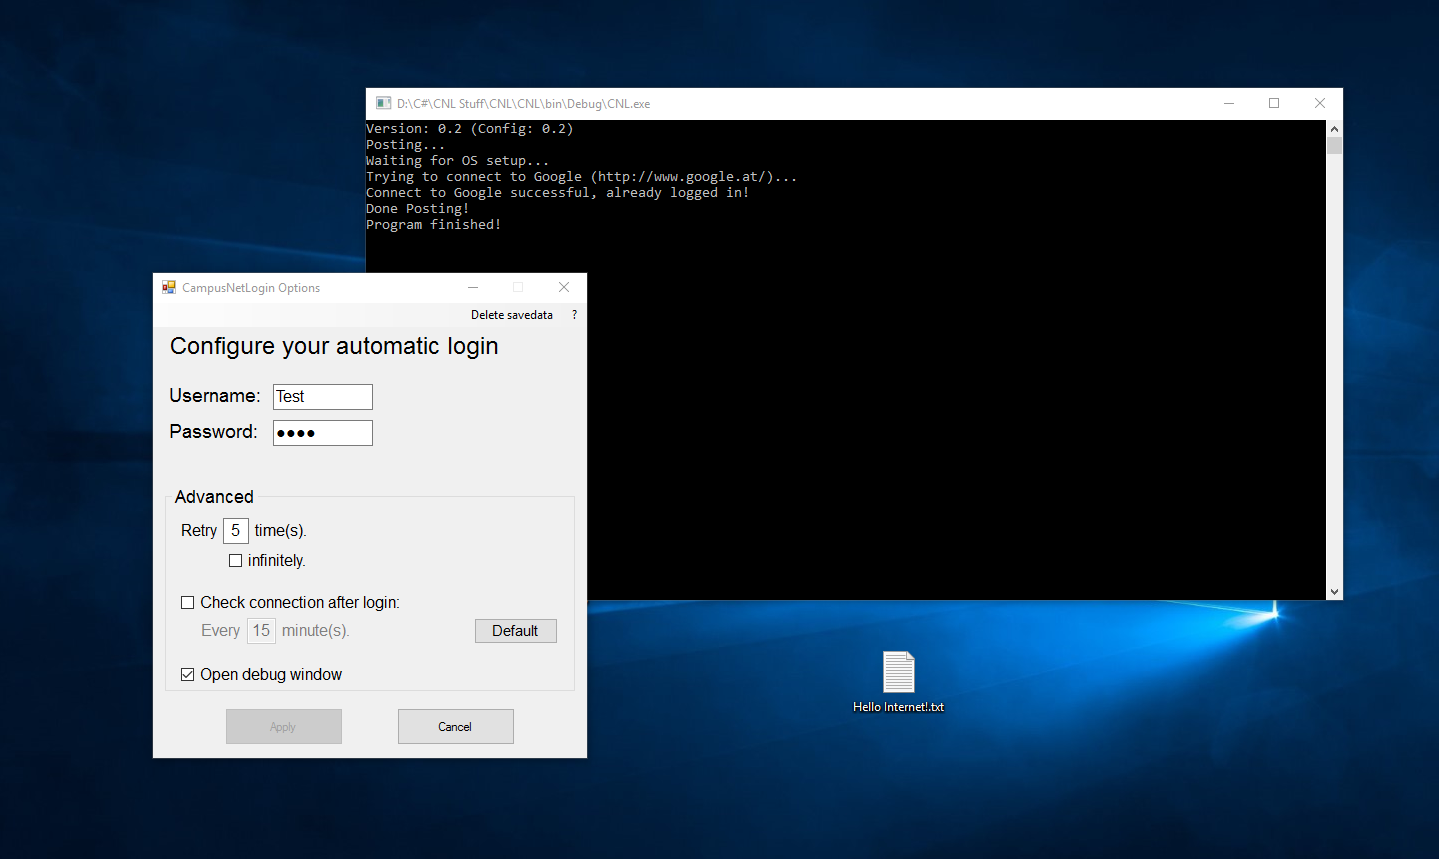 D:\C#\CNL Stuff\CNL\CNL\bin\Debug\CNL.exe
Version: 0.2 (Config: 0.2)
Posting...
Waiting for OS setup...
Trying to connect to Google (http://www.google.at/)...
Connect to Google successful, already logged in!
Done Posting!
Program finished!
CampusNetLogin Options
Delete savedata ?
Configure your automatic login
Username: Test
Password: ●●●●
Advanced
Retry 5 time(s).
infinitely.
Check connection after login:
Every 15 minute(s).
Default
Open debug window
Apply Cancel
Hello Internet!.txt